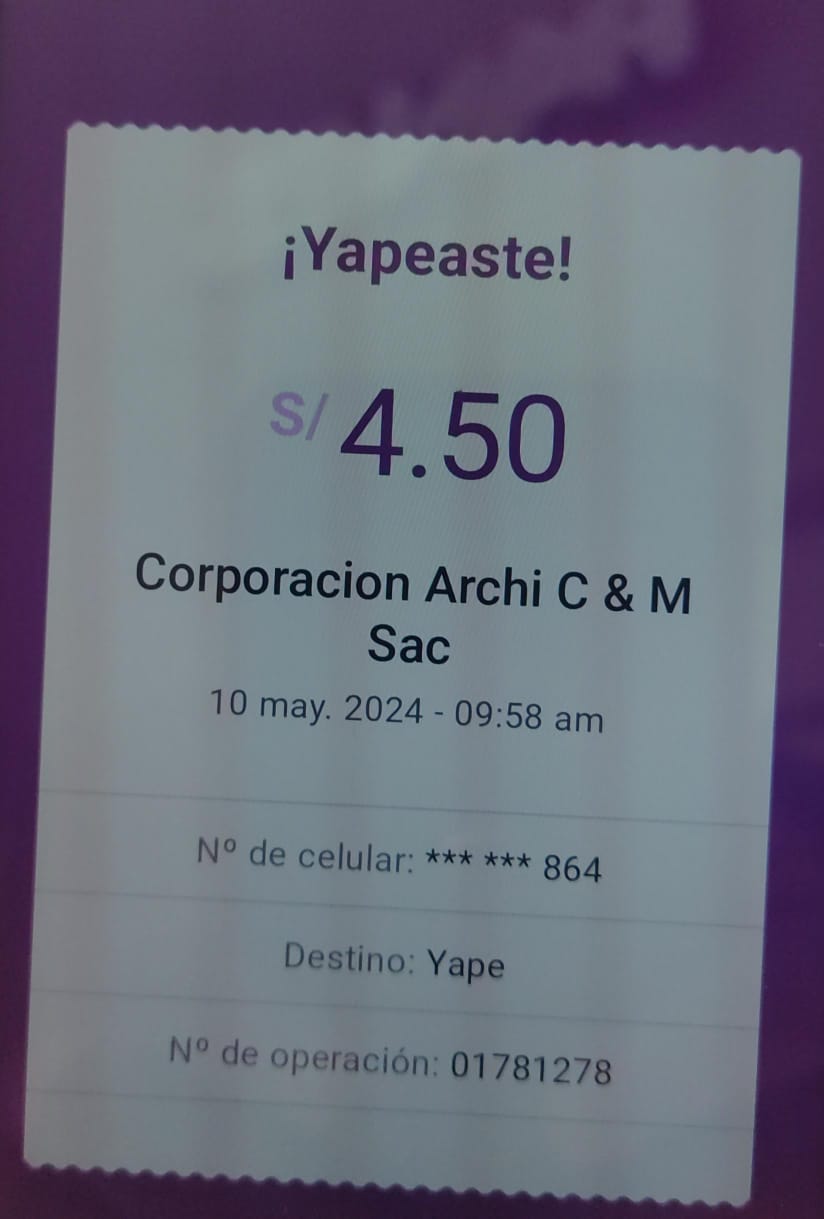 ¡Yapeaste!
S/ 4.50
Corporacion Archi C & M
Sac
10 may. 2024 - 09:58 am
Nº de celular: *** *** 864
Destino: Yape
Nº de operación: 01781278